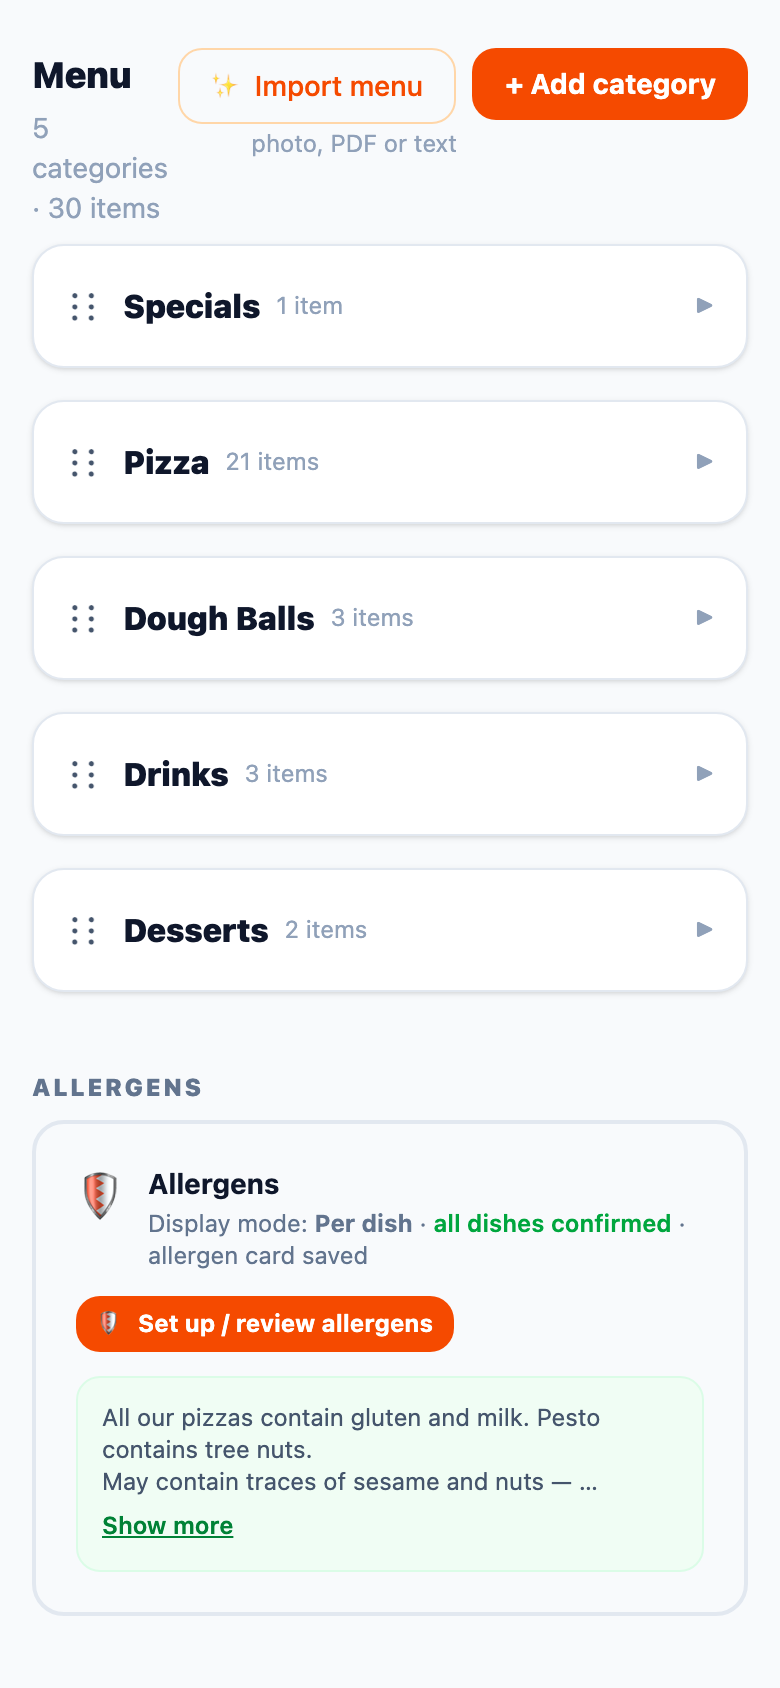 Menu
✨ Import menu
+ Add category
photo, PDF or text
5
categories
· 30 items
Specials 1 item
Pizza 21 items
Dough Balls 3 items
Drinks 3 items
Desserts 2 items
ALLERGENS
Allergens
Display mode: Per dish · all dishes confirmed ·
allergen card saved
Set up / review allergens
All our pizzas contain gluten and milk. Pesto
contains tree nuts.
May contain traces of sesame and nuts — ...
Show more